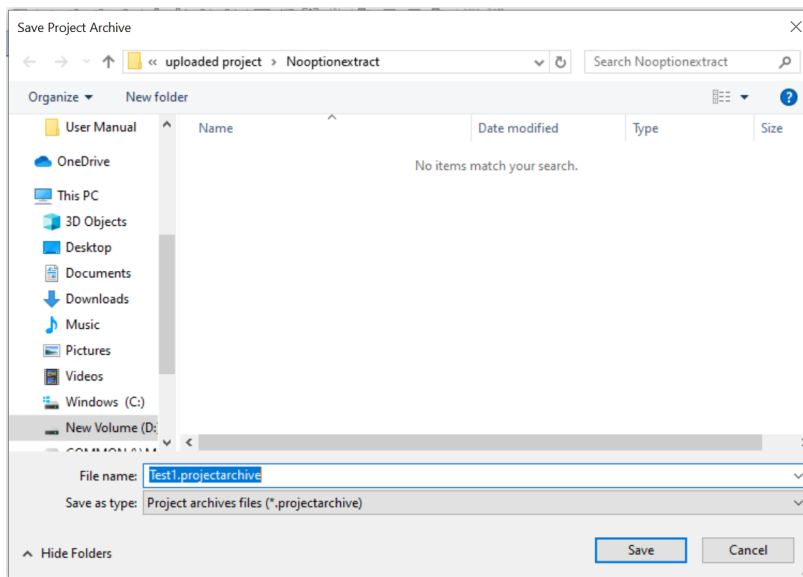 Save Project Archive
« uploaded project › Nooptionextract
Search Nooptionextract
Organize
New folder
Name
Date modified
Type
Size
No items match your search.
User Manual
OneDrive
This PC
3D Objects
Desktop
Documents
Downloads
Music
Pictures
Videos
Windows (C:)
New Volume (D:
File name: Test1.projectarchive
Save as type: Project archives files (*.projectarchive)
Hide Folders
Save
Cancel